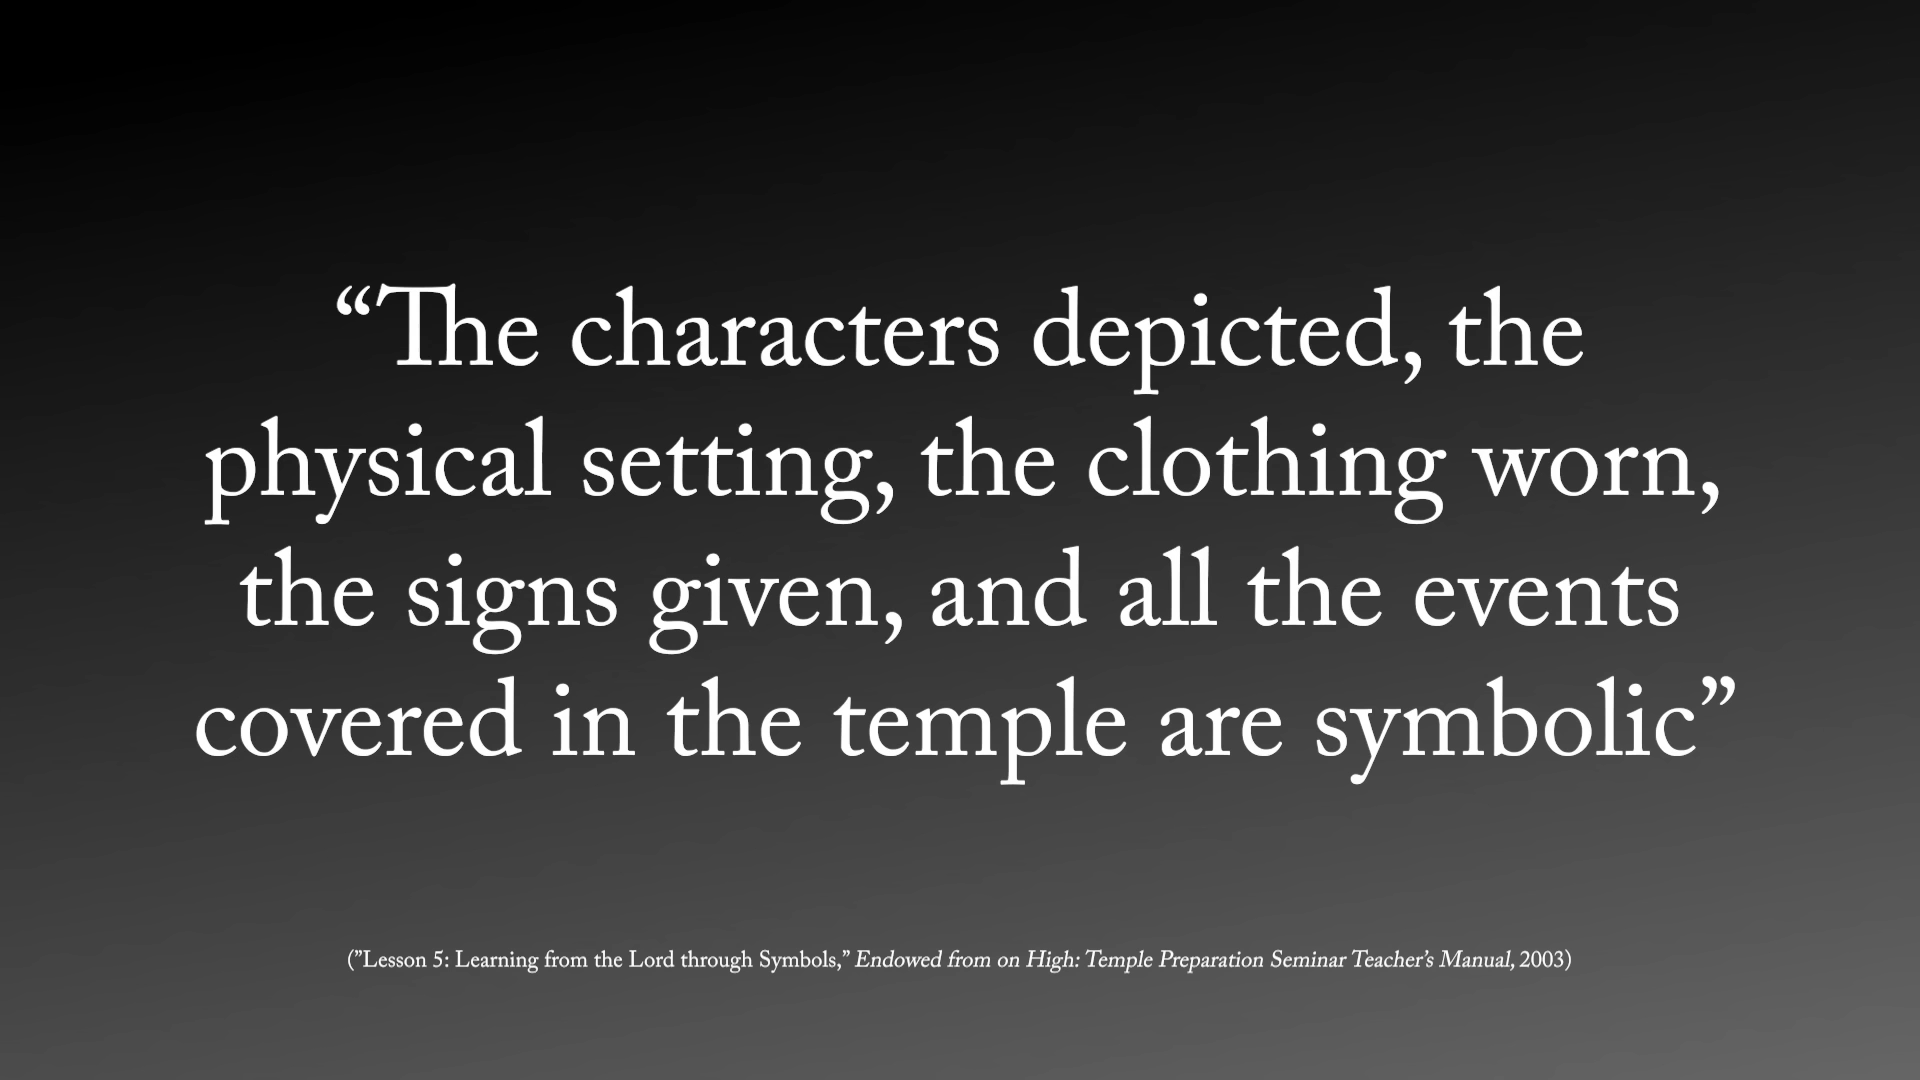 “The characters depicted, the
physical setting, the clothing worn,
the signs given, and all the events
covered in the temple are symbolic”
(”Lesson 5: Learning from the Lord through Symbols,” Endowed from on High: Temple Preparation Seminar Teacher’s Manual, 2003)